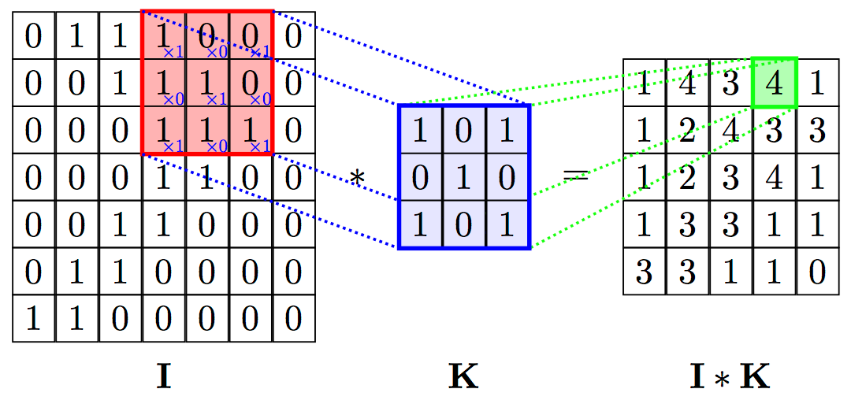 0 1 1 1 0 0 0
×1 ×0 ×1
0 0 1 1 1 0 0
×0 ×1 ×0
0 0 0 1 1 1 0
×1 ×0 ×1
0 0 0 1 1 0 0
0 0 1 1 0 0 0
0 1 1 0 0 0 0
1 1 0 0 0 0 0
I
∗
1 0 1
0 1 0
1 0 1
K
=
1 4 3 4 1
1 2 4 3 3
1 2 3 4 1
1 3 3 1 1
3 3 1 1 0
I ∗ K